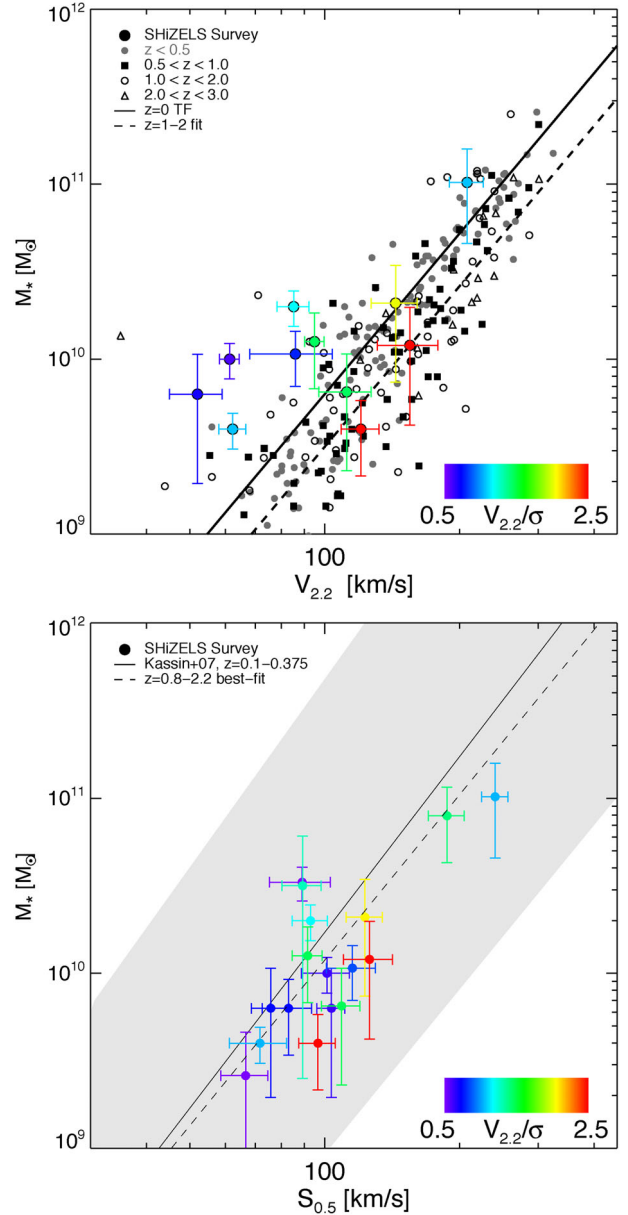 10¹²
SHiZELS Survey
z < 0.5
0.5 < z < 1.0
1.0 < z < 2.0
2.0 < z < 3.0
z=0 TF
z=1−2 fit
10¹¹
M* [M☉]
10¹⁰
10⁹
0.5 V2.2/σ 2.5
100
V2.2 [km/s]
10¹²
SHiZELS Survey
Kassin+07, z=0.1−0.375
z=0.8−2.2 best−fit
10¹¹
M* [M☉]
10¹⁰
10⁹
0.5 V2.2/σ 2.5
100
S0.5 [km/s]